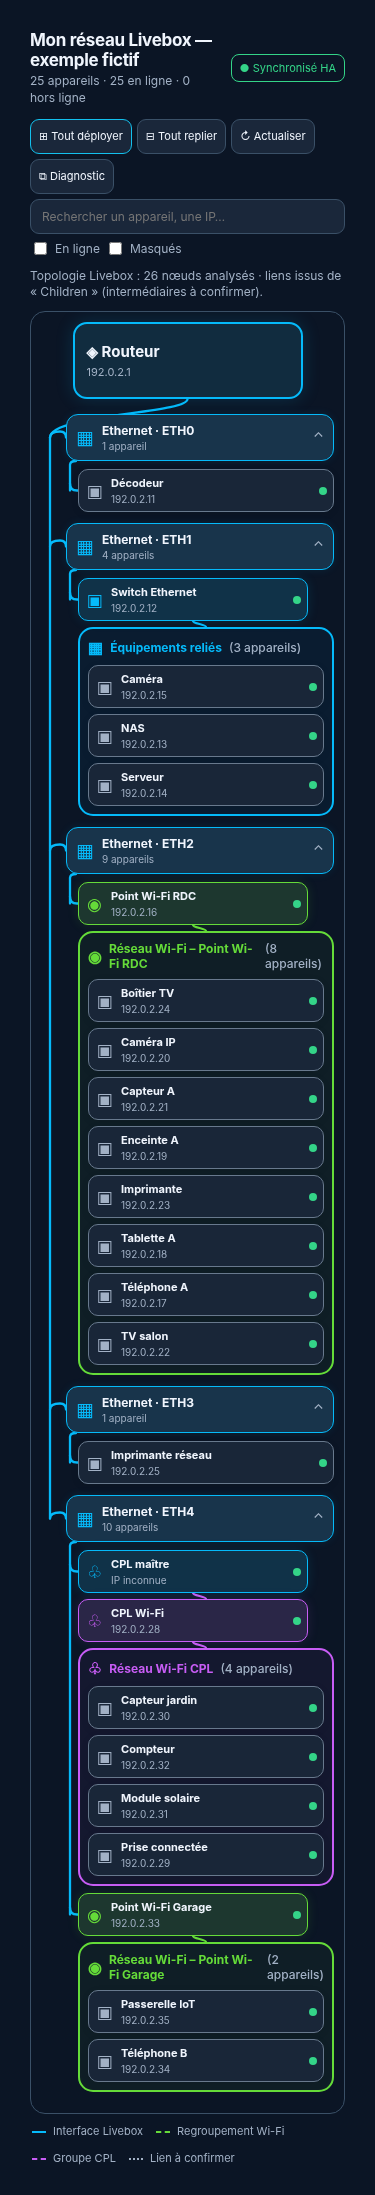 Mon réseau Livebox —
exemple fictif
25 appareils · 25 en ligne · 0
hors ligne
● Synchronisé HA
⊞ Tout déployer
⊟ Tout replier
↻ Actualiser
⧉ Diagnostic
Rechercher un appareil, une IP...
En ligne
Masqués
Topologie Livebox : 26 nœuds analysés · liens issus de
« Children » (intermédiaires à confirmer).
◈ Routeur
192.0.2.1
Ethernet · ETH0
1 appareil
Décodeur
192.0.2.11
Ethernet · ETH1
4 appareils
Switch Ethernet
192.0.2.12
Équipements reliés (3 appareils)
Caméra
192.0.2.15
NAS
192.0.2.13
Serveur
192.0.2.14
Ethernet · ETH2
9 appareils
Point Wi-Fi RDC
192.0.2.16
Réseau Wi-Fi – Point Wi-
Fi RDC
(8
appareils)
Boîtier TV
192.0.2.24
Caméra IP
192.0.2.20
Capteur A
192.0.2.21
Enceinte A
192.0.2.19
Imprimante
192.0.2.23
Tablette A
192.0.2.18
Téléphone A
192.0.2.17
TV salon
192.0.2.22
Ethernet · ETH3
1 appareil
Imprimante réseau
192.0.2.25
Ethernet · ETH4
10 appareils
CPL maître
IP inconnue
CPL Wi-Fi
192.0.2.28
Réseau Wi-Fi CPL (4 appareils)
Capteur jardin
192.0.2.30
Compteur
192.0.2.32
Module solaire
192.0.2.31
Prise connectée
192.0.2.29
Point Wi-Fi Garage
192.0.2.33
Réseau Wi-Fi – Point Wi-
Fi Garage
(2
appareils)
Passerelle IoT
192.0.2.35
Téléphone B
192.0.2.34
Interface Livebox
Regroupement Wi-Fi
Groupe CPL
Lien à confirmer